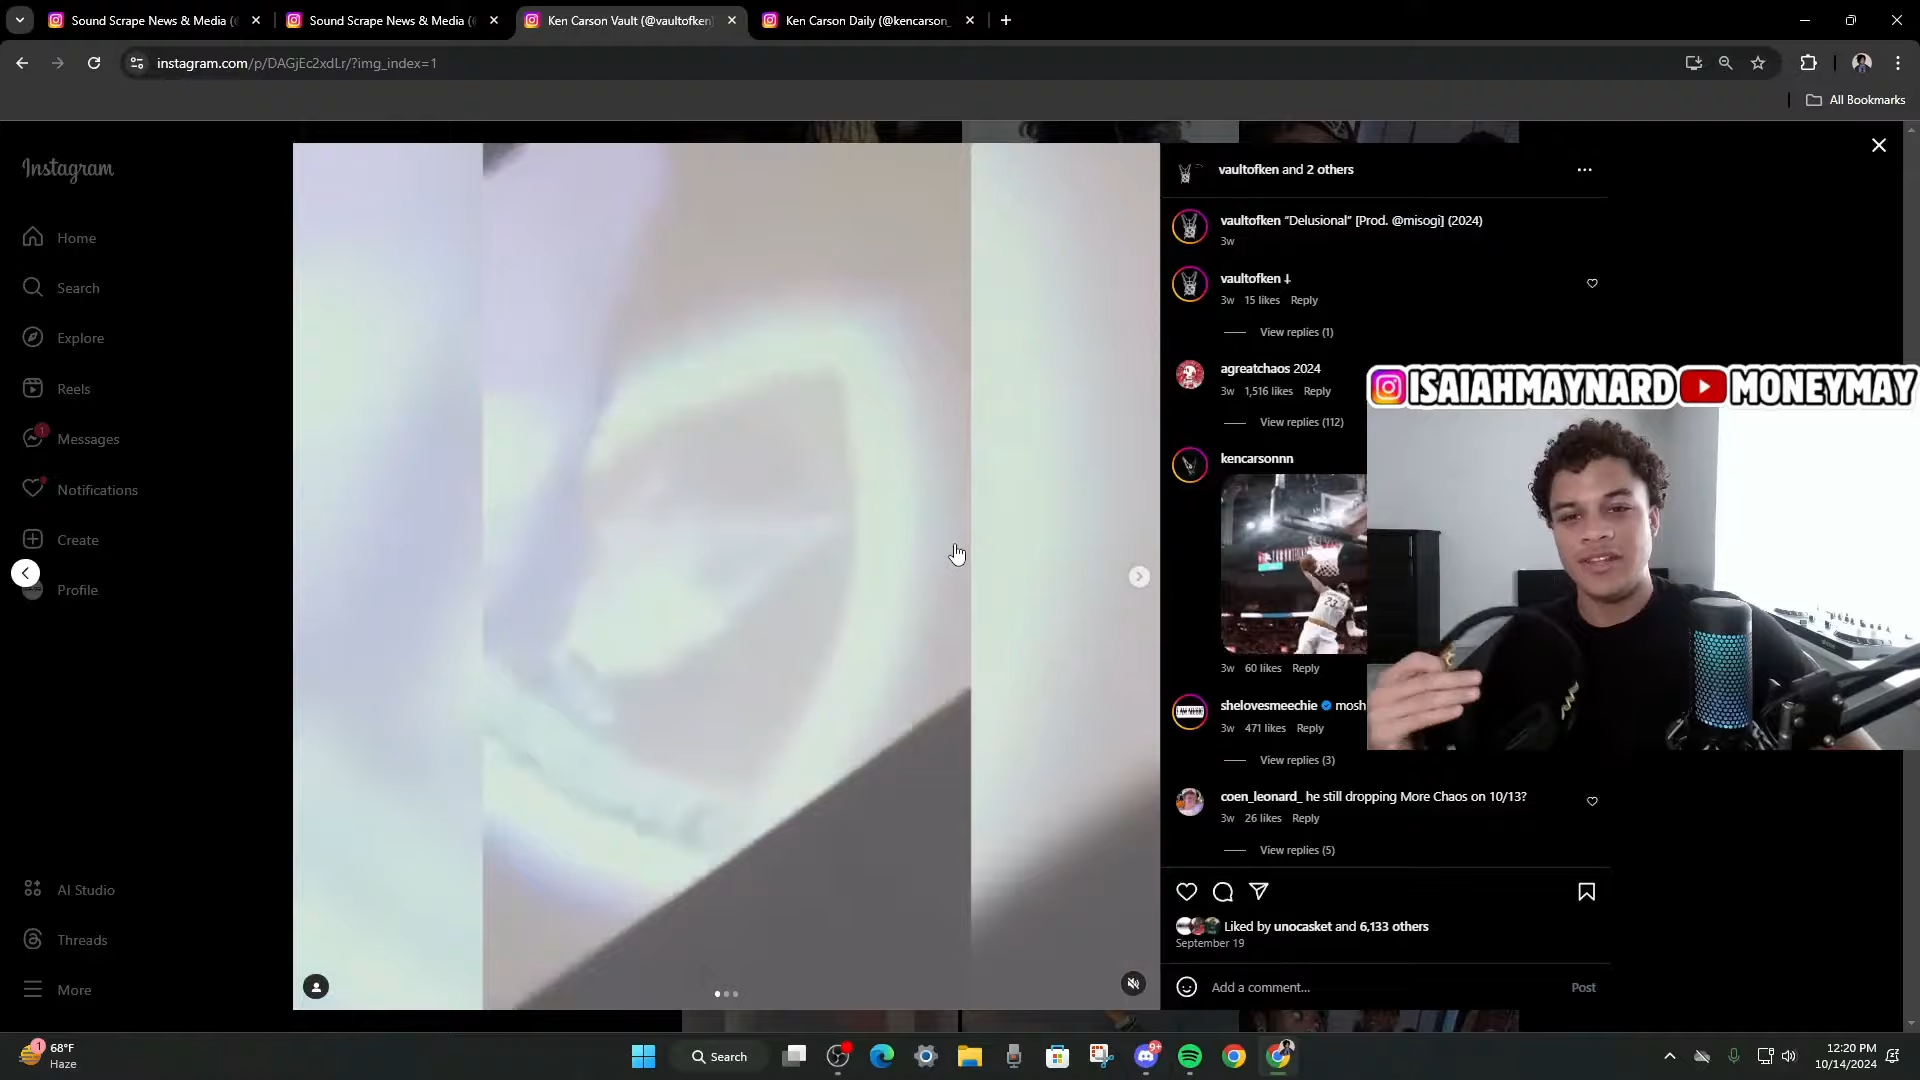 Sound Scrape News & Media (
Sound Scrape News & Media (
Ken Carson Vault (@vaultofken)
Ken Carson Daily (@kencarson_
instagram.com/p/DAGjEc2xdLr/?img_index=1
All Bookmarks
Instagram
Home
Search
Explore
Reels
1
Messages
Notifications
Create
Profile
AI Studio
Threads
More
vaultofken and 2 others
vaultofken "Delusional" [Prod. @misogi] (2024)
3w
vaultofken ⇃
3w 15 likes Reply
View replies (1)
agreatchaos 2024
3w 1,516 likes Reply
View replies (112)
kencarsonnn
23
3w 60 likes Reply
shelovesmeechie mosh
3w 471 likes Reply
View replies (3)
coen_leonard_ he still dropping More Chaos on 10/13?
3w 26 likes Reply
View replies (5)
Liked by unocasket and 6,133 others
September 19
Add a comment...
Post
ISAIAHMAYNARD MONEYMAY
1
68°F
Haze
Search
9+
12:20 PM
10/14/2024